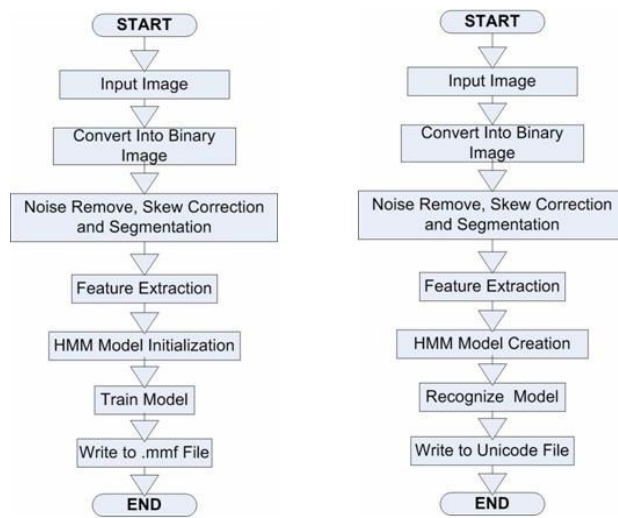 START
Input Image
Convert Into Binary
Image
Noise Remove, Skew Correction
and Segmentation
Feature Extraction
HMM Model Initialization
Train Model
Write to .mmf File
END
START
Input Image
Convert Into Binary
Image
Noise Remove, Skew Correction
and Segmentation
Feature Extraction
HMM Model Creation
Recognize Model
Write to Unicode File
END